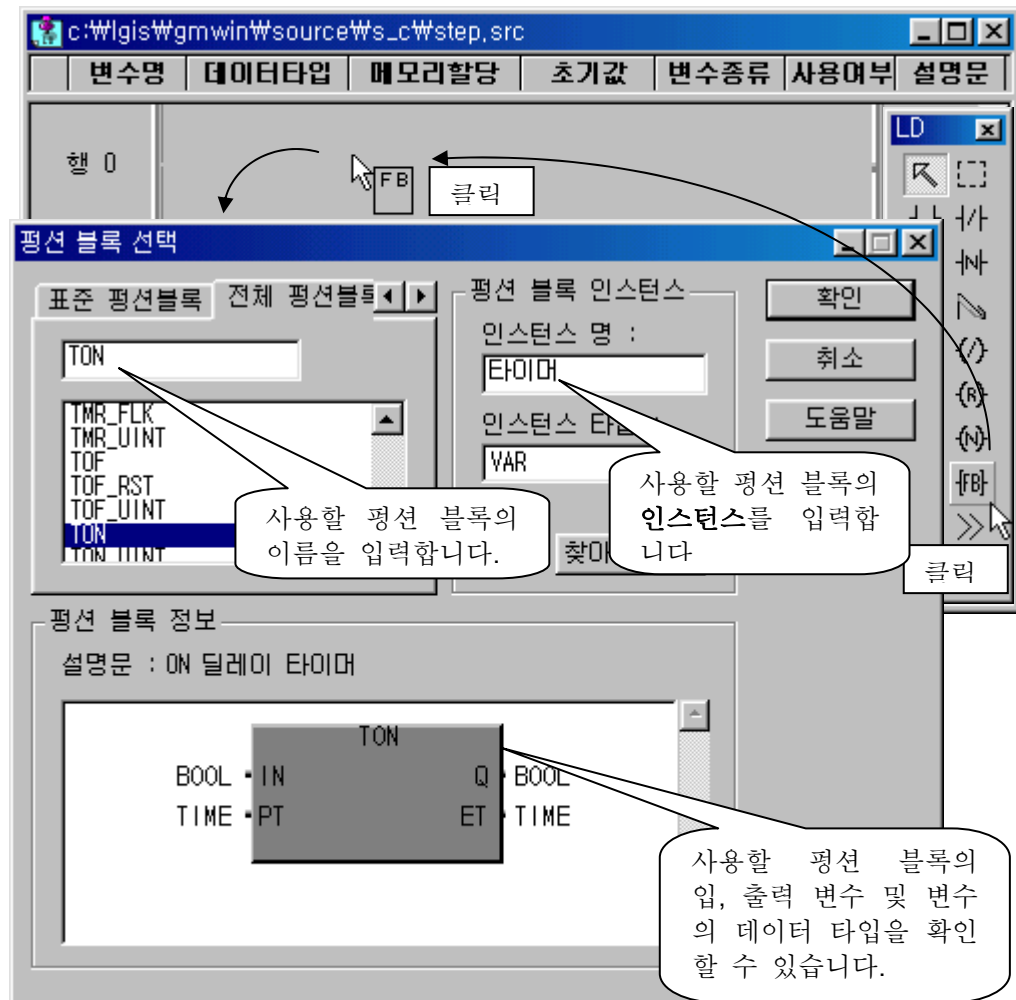 c:₩lgis₩gmwin₩source₩s_c₩step.src
변수명 데이터타입 메모리할당 초기값 변수종류 사용여부 설명문
LD
행 0
FB
클릭
펑션 블록 선택
표준 펑션블록 전체 펑션블록
펑션 블록 인스턴스
확인
인스턴스 명 :
취소
TON
타이머
도움말
인스턴스 타입
VAR
TMR_FLK
TMR_UINT
TOF
TOF_RST
TOF_UINT
TON
TON_UINT
사용할 펑션 블록의
이름을 입력합니다.
사용할 평션 블록의
인스턴스를 입력합
니다
{FB}
클릭
펑션 블록 정보
설명문 : ON 딜레이 타이머
TON
BOOL IN Q BOOL
TIME PT ET TIME
사용할 펑션 블록의
입, 출력 변수 및 변수
의 데이터 타입을 확인
할 수 있습니다.